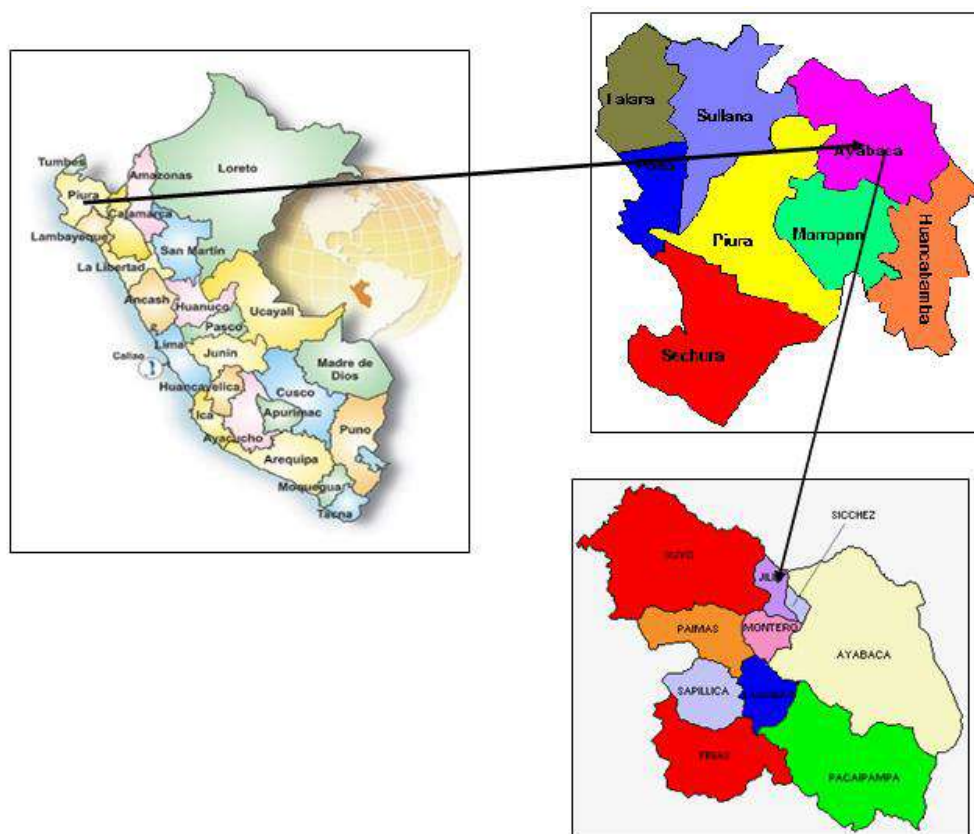 Tumbes
Piura
Amazonas
Loreto
Cajamarca
Lambayeque
San Martín
La Libertad
Ancash
Huanuco
Ucayali
Pasco
Lima
Junin
Callao
Madre de
Dios
Huancavelica
Cusco
Ica
Apurimac
Ayacucho
Puno
Arequipa
Moquegua
Tacna
Talara
Sullana
Ayabaca
Piura
Morropon
Huancabamba
Sechura
SICCHEZ
SUYO
PAIMAS
MONTERO
AYABACA
SAPILLICA
FRIAS
PACAIPAMPA